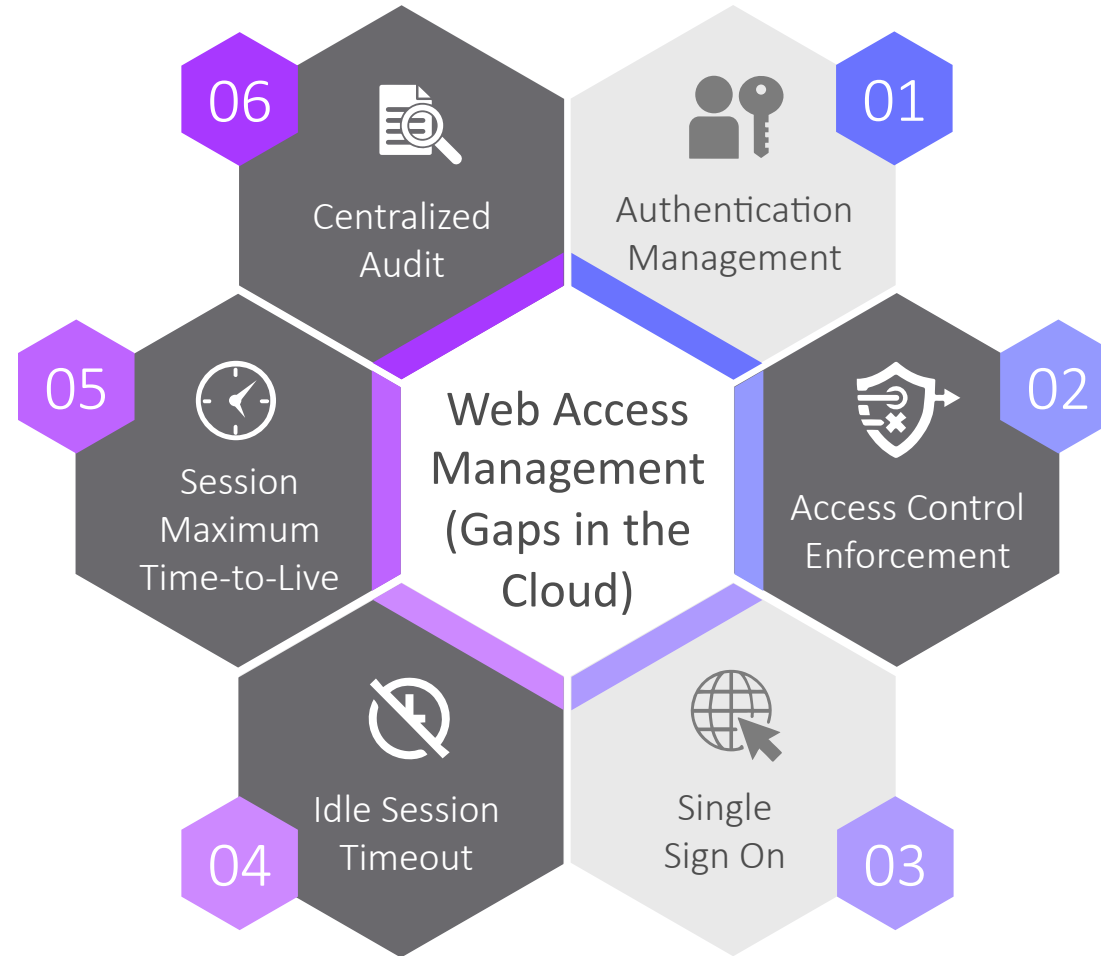 06
Centralized
Audit
01
Authentication
Management
05
Session
Maximum
Time-to-Live
Web Access
Management
(Gaps in the
Cloud)
02
Access Control
Enforcement
04
Idle Session
Timeout
03
Single
Sign On